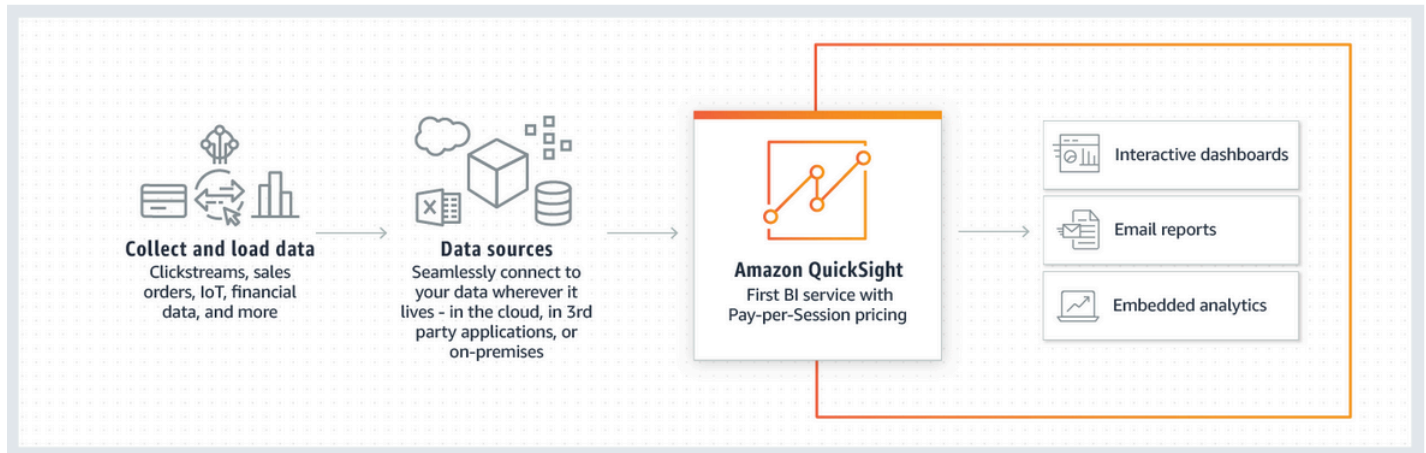 Collect and load data
Clickstreams, sales
orders, IoT, financial
data, and more
Data sources
Seamlessly connect to
your data wherever it
lives - in the cloud, in 3rd
party applications, or
on-premises
Amazon QuickSight
First BI service with
Pay-per-Session pricing
Interactive dashboards
Email reports
Embedded analytics